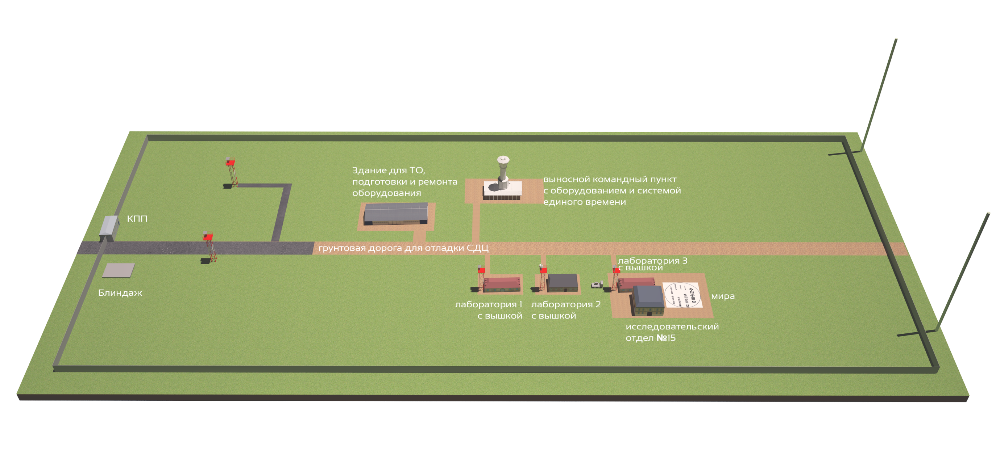 Здание для ТО,
подготовки и ремонта
оборудования
выносной командный пункт
с оборудованием и системой
единого времени
КПП
грунтовая дорога для отладки СДЦ
лаборатория 3
с вышкой
Блиндаж
мира
лаборатория 1
с вышкой
лаборатория 2
с вышкой
исследовательский
отдел №15